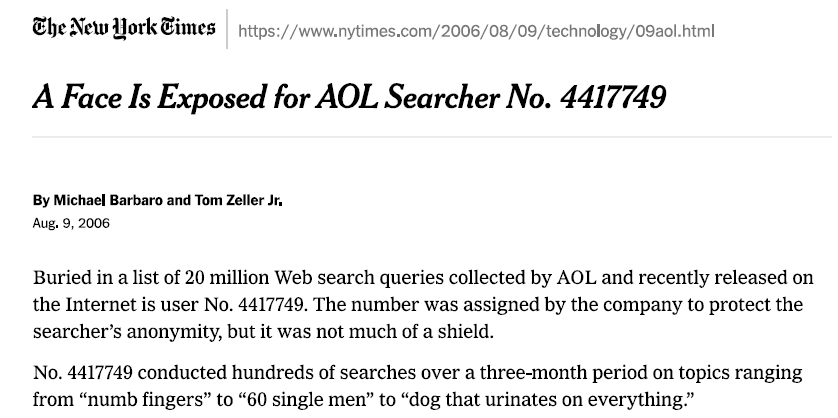 The New York Times
https://www.nytimes.com/2006/08/09/technology/09aol.html
A Face Is Exposed for AOL Searcher No. 4417749
By Michael Barbaro and Tom Zeller Jr.
Aug. 9, 2006
Buried in a list of 20 million Web search queries collected by AOL and recently released on
the Internet is user No. 4417749. The number was assigned by the company to protect the
searcher’s anonymity, but it was not much of a shield.
No. 4417749 conducted hundreds of searches over a three-month period on topics ranging
from “numb fingers” to “60 single men” to “dog that urinates on everything.”